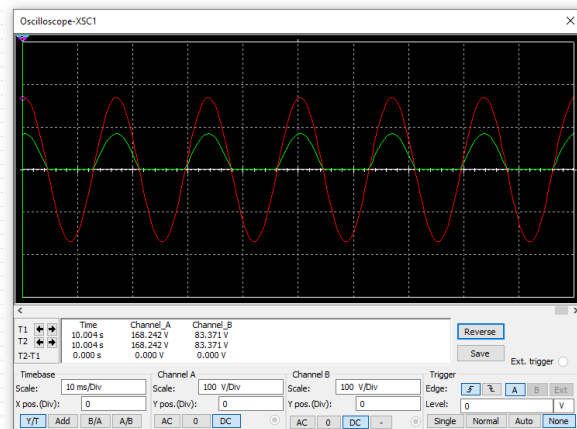 Oscilloscope-XSC1
T1
T2
T2-T1
Time Channel_A Channel_B
10.004 s 168.242 V 83.371 V
10.004 s 168.242 V 83.371 V
0.000 s 0.000 V 0.000 V
Reverse
Save
Ext. trigger
Timebase
Scale: 10 ms/Div
X pos.(Div): 0
Y/T Add B/A A/B
Channel A
Scale: 100 V/Div
Y pos.(Div): 0
AC 0 DC
Channel B
Scale: 100 V/Div
Y pos.(Div): 0
AC 0 DC -
Trigger
Edge: A B Ext
Level: 0 V
Single Normal Auto None